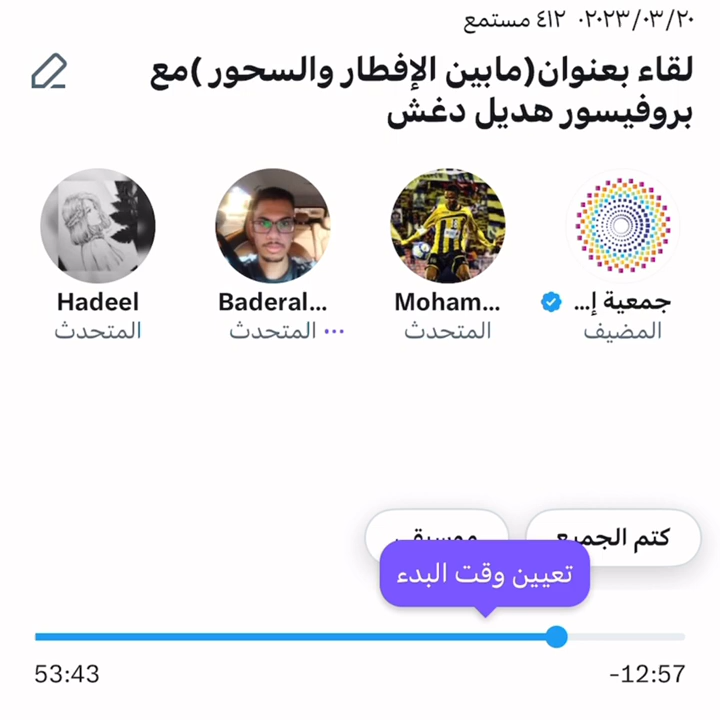 ٢٠٢٣/٠٣/٢٠ · ٤١٢ مستمع
لقاء بعنوان(مابين الإفطار والسحور )مع
بروفيسور هديل دغش
جمعية إ...
Moham...
Baderal...
Hadeel
المضيف
المتحدث
المتحدث
المتحدث
كتم الجميع
موسيقى
تعيين وقت البدء
53:43
-12:57